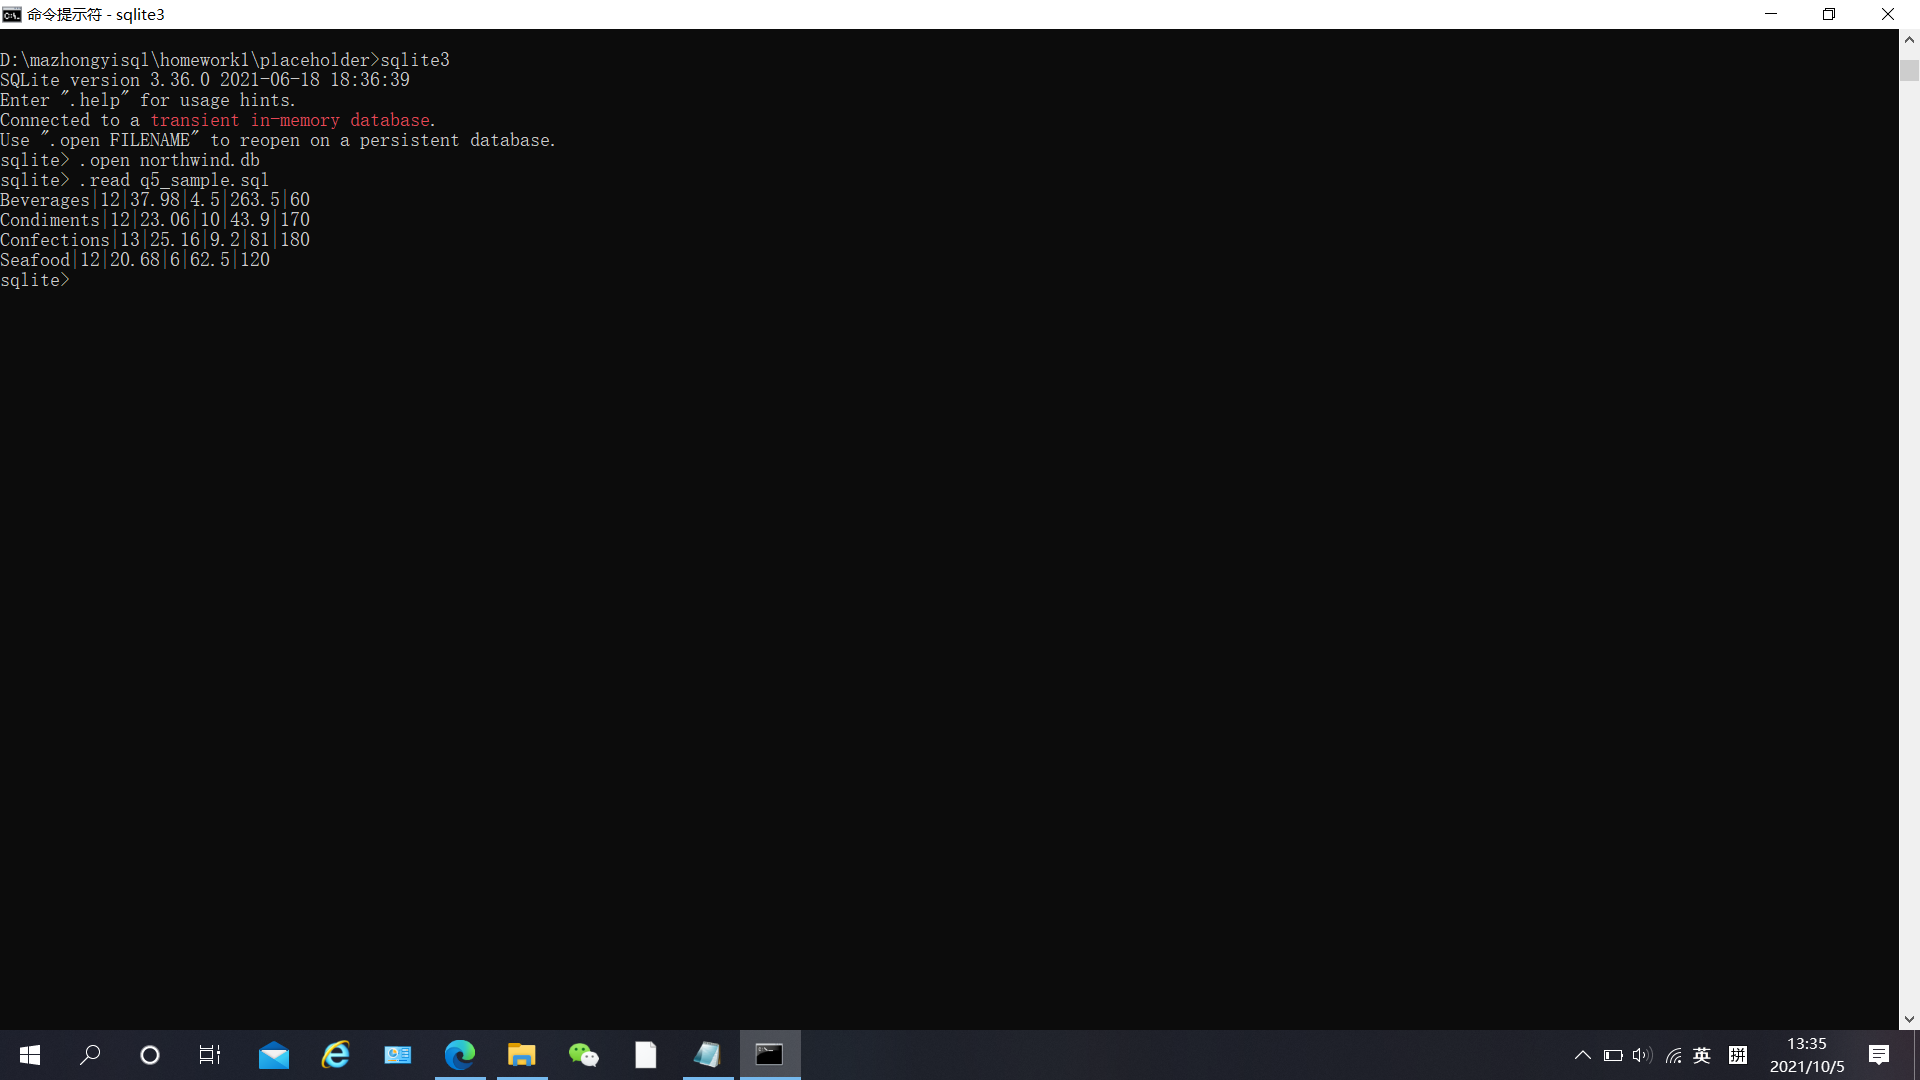 命令提示符 - sqlite3
D:\mazhongyisql\homework1\placeholder>sqlite3
SQLite version 3.36.0 2021-06-18 18:36:39
Enter ".help" for usage hints.
Connected to a transient in-memory database.
Use ".open FILENAME" to reopen on a persistent database.
sqlite> .open northwind.db
sqlite> .read q5_sample.sql
Beverages|12|37.98|4.5|263.5|60
Condiments|12|23.06|10|43.9|170
Confections|13|25.16|9.2|81|180
Seafood|12|20.68|6|62.5|120
sqlite>
英
拼
13:35
2021/10/5